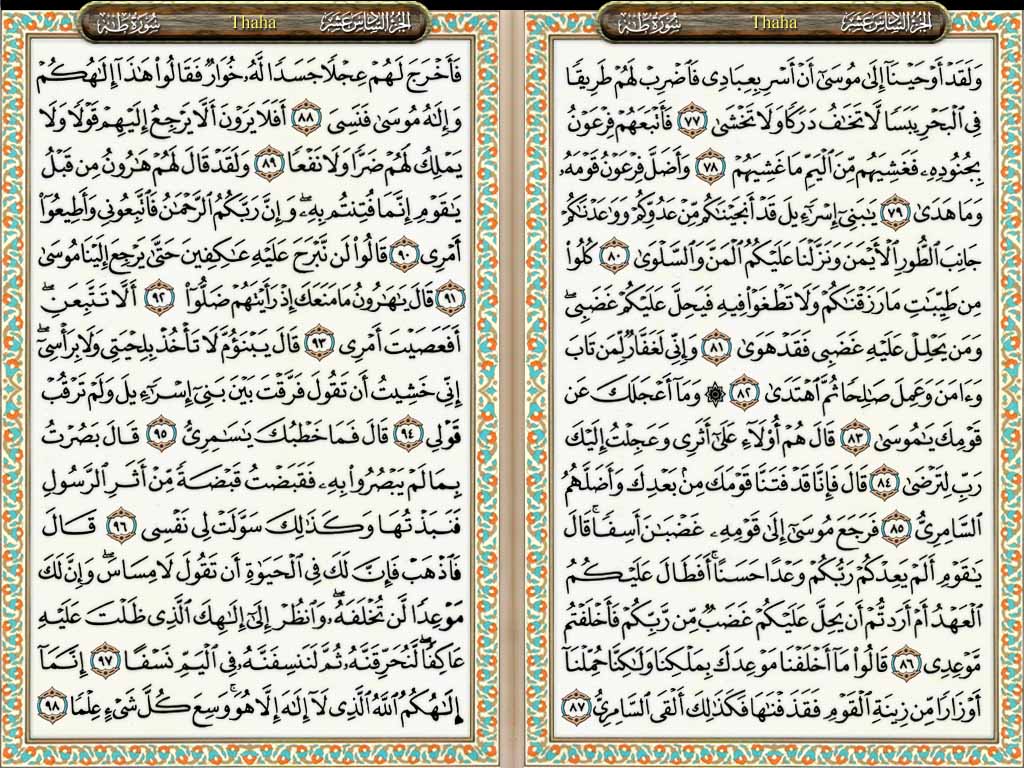 الجزء السادس عشر Thaha سورة طه
وَلَقَدْ أَوْحَيْنَآ إِلَىٰ مُوسَىٰٓ أَنْ أَسْرِ بِعِبَادِى فَٱضْرِبْ لَهُمْ طَرِيقًا
فِى ٱلْبَحْرِ يَبَسًا لَّا تَخَٰفُ دَرَكًا وَلَا تَخْشَىٰ ٧٧ فَأَتْبَعَهُمْ فِرْعَوْنُ
بِجُنُودِهِۦ فَغَشِيَهُم مِّنَ ٱلْيَمِّ مَا غَشِيَهُمْ ٧٨ وَأَضَلَّ فِرْعَوْنُ قَوْمَهُۥ
وَمَا هَدَىٰ ٧٩ يَٰبَنِىٓ إِسْرَٰٓءِيلَ قَدْ أَنجَيْنَٰكُم مِّنْ عَدُوِّكُمْ وَوَٰعَدْنَٰكُمْ
جَانِبَ ٱلطُّورِ ٱلْأَيْمَنَ وَنَزَّلْنَا عَلَيْكُمُ ٱلْمَنَّ وَٱلسَّلْوَىٰ ٨٠ كُلُوا۟
مِن طَيِّبَٰتِ مَا رَزَقْنَٰكُمْ وَلَا تَطْغَوْا۟ فِيهِ فَيَحِلَّ عَلَيْكُمْ غَضَبِى ۖ
وَمَن يَحْلِلْ عَلَيْهِ غَضَبِى فَقَدْ هَوَىٰ ٨١ وَإِنِّى لَغَفَّارٌ لِّمَن تَابَ
وَءَامَنَ وَعَمِلَ صَٰلِحًا ثُمَّ ٱهْتَدَىٰ ٨٢ ۞ وَمَآ أَعْجَلَكَ عَن
قَوْمِكَ يَٰمُوسَىٰ ٨٣ قَالَ هُمْ أُو۟لَآءِ عَلَىٰٓ أَثَرِى وَعَجِلْتُ إِلَيْكَ
رَبِّ لِتَرْضَىٰ ٨٤ قَالَ فَإِنَّا قَدْ فَتَنَّا قَوْمَكَ مِنۢ بَعْدِكَ وَأَضَلَّهُمُ
ٱلسَّامِرِىُّ ٨٥ فَرَجَعَ مُوسَىٰٓ إِلَىٰ قَوْمِهِۦ غَضْبَٰنَ أَسِفًا ۚ قَالَ
يَٰقَوْمِ أَلَمْ يَعِدْكُمْ رَبُّكُمْ وَعْدًا حَسَنًا ۚ أَفَطَالَ عَلَيْكُمُ
ٱلْعَهْدُ أَمْ أَرَدتُّمْ أَن يَحِلَّ عَلَيْكُمْ غَضَبٌ مِّن رَّبِّكُمْ فَأَخْلَفْتُم
مَّوْعِدِى ٨٦ قَالُوا۟ مَآ أَخْلَفْنَا مَوْعِدَكَ بِمَلْكِنَا وَلَٰكِنَّا حُمِّلْنَآ
أَوْزَارًا مِّن زِينَةِ ٱلْقَوْمِ فَقَذَفْنَٰهَا فَكَذَٰلِكَ أَلْقَى ٱلسَّامِرِىُّ ٨٧
الجزء السادس عشر Thaha سورة طه
فَأَخْرَجَ لَهُمْ عِجْلًا جَسَدًا لَّهُۥ خُوَارٌ فَقَالُوا۟ هَٰذَآ إِلَٰهُكُمْ
وَإِلَٰهُ مُوسَىٰ فَنَسِىَ ٨٨ أَفَلَا يَرَوْنَ أَلَّا يَرْجِعُ إِلَيْهِمْ قَوْلًا وَلَا
يَمْلِكُ لَهُمْ ضَرًّا وَلَا نَفْعًا ٨٩ وَلَقَدْ قَالَ لَهُمْ هَٰرُونُ مِن قَبْلُ
يَٰقَوْمِ إِنَّمَا فُتِنتُم بِهِۦ ۖ وَإِنَّ رَبَّكُمُ ٱلرَّحْمَٰنُ فَٱتَّبِعُونِى وَأَطِيعُوٓا۟
أَمْرِى ٩٠ قَالُوا۟ لَن نَّبْرَحَ عَلَيْهِ عَٰكِفِينَ حَتَّىٰ يَرْجِعَ إِلَيْنَا مُوسَىٰ
٩١ قَالَ يَٰهَٰرُونُ مَا مَنَعَكَ إِذْ رَأَيْتَهُمْ ضَلُّوٓا۟ ٩٢ أَلَّا تَتَّبِعَنِ ۖ
أَفَعَصَيْتَ أَمْرِى ٩٣ قَالَ يَبْنَؤُمَّ لَا تَأْخُذْ بِلِحْيَتِى وَلَا بِرَأْسِىٓ ۖ
إِنِّى خَشِيتُ أَن تَقُولَ فَرَّقْتَ بَيْنَ بَنِىٓ إِسْرَٰٓءِيلَ وَلَمْ تَرْقُبْ
قَوْلِى ٩٤ قَالَ فَمَا خَطْبُكَ يَٰسَٰمِرِىُّ ٩٥ قَالَ بَصُرْتُ
بِمَا لَمْ يَبْصُرُوا۟ بِهِۦ فَقَبَضْتُ قَبْضَةً مِّنْ أَثَرِ ٱلرَّسُولِ
فَنَبَذْتُهَا وَكَذَٰلِكَ سَوَّلَتْ لِى نَفْسِى ٩٦ قَالَ
فَٱذْهَبْ فَإِنَّ لَكَ فِى ٱلْحَيَوٰةِ أَن تَقُولَ لَا مِسَاسَ ۖ وَإِنَّ لَكَ
مَوْعِدًا لَّن تُخْلَفَهُۥ ۖ وَٱنظُرْ إِلَىٰٓ إِلَٰهِكَ ٱلَّذِى ظَلْتَ عَلَيْهِ
عَاكِفًا ۖ لَّنُحَرِّقَنَّهُۥ ثُمَّ لَنَنسِفَنَّهُۥ فِى ٱلْيَمِّ نَسْفًا ٩٧ إِنَّمَآ
إِلَٰهُكُمُ ٱللَّهُ ٱلَّذِى لَآ إِلَٰهَ إِلَّا هُوَ ۚ وَسِعَ كُلَّ شَىْءٍ عِلْمًا ٩٨